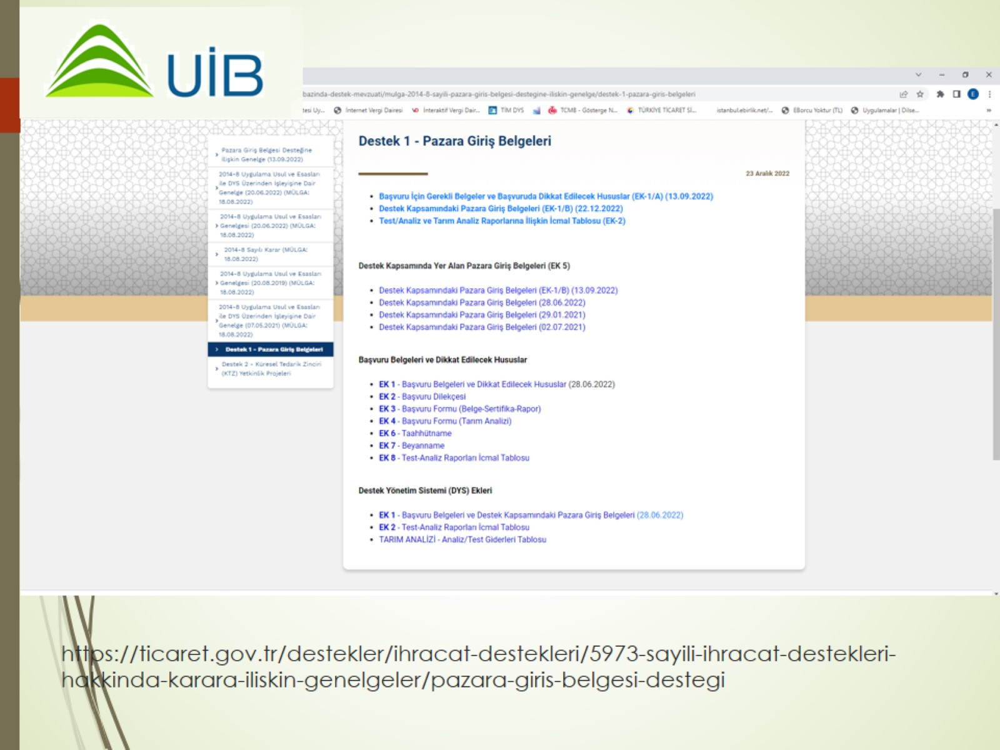 UİB
bazinda-destek-mevzuati/mulga-2014-8-sayili-pazara-giris-belgesi-destegine-iliskin-genelge/destek-1-pazara-giris-belgeleri
E
tesi Uy... İnternet Vergi Dairesi İnteraktif Vergi Dair... TİM DYS TCMB - Gösterge N... TÜRKİYE TİCARET Sİ... istanbul.ebirlik.net/... EBorcu Yoktur (TL) Uygulamalar | Dilse...
Pazara Giriş Belgesi Desteğine
İlişkin Genelge (13.09.2022)
2014-8 Uygulama Usul ve Esasları
ile DYS Üzerinden İşleyişine Dair
Genelge (20.06.2022) (MÜLGA:
18.08.2022)
2014-8 Uygulama Usul ve Esasları
Genelgesi (20.06.2022) (MÜLGA:
18.08.2022)
2014-8 Sayılı Karar (MÜLGA:
18.08.2022)
2014-8 Uygulama Usul ve Esasları
Genelgesi (20.08.2019) (MÜLGA:
18.08.2022)
2014-8 Uygulama Usul ve Esasları
ile DYS Üzerinden İşleyişine Dair
Genelge (07.05.2021) (MÜLGA:
18.08.2022)
Destek 1 - Pazara Giriş Belgeleri
Destek 2 - Küresel Tedarik Zinciri
(KTZ) Yetkinlik Projeleri
Destek 1 - Pazara Giriş Belgeleri
23 Aralık 2022
• Başvuru İçin Gerekli Belgeler ve Başvuruda Dikkat Edilecek Hususlar (EK-1/A) (13.09.2022)
• Destek Kapsamındaki Pazara Giriş Belgeleri (EK-1/B) (22.12.2022)
• Test/Analiz ve Tarım Analiz Raporlarına İlişkin İcmal Tablosu (EK-2)
Destek Kapsamında Yer Alan Pazara Giriş Belgeleri (EK 5)
• Destek Kapsamındaki Pazara Giriş Belgeleri (EK-1/B) (13.09.2022)
• Destek Kapsamındaki Pazara Giriş Belgeleri (28.06.2022)
• Destek Kapsamındaki Pazara Giriş Belgeleri (29.01.2021)
• Destek Kapsamındaki Pazara Giriş Belgeleri (02.07.2021)
Başvuru Belgeleri ve Dikkat Edilecek Hususlar
• EK 1 - Başvuru Belgeleri ve Dikkat Edilecek Hususlar (28.06.2022)
• EK 2 - Başvuru Dilekçesi
• EK 3 - Başvuru Formu (Belge-Sertifika-Rapor)
• EK 4 - Başvuru Formu (Tarım Analizi)
• EK 6 - Taahhütname
• EK 7 - Beyanname
• EK 8 - Test-Analiz Raporları İcmal Tablosu
Destek Yönetim Sistemi (DYS) Ekleri
• EK 1 - Başvuru Belgeleri ve Destek Kapsamındaki Pazara Giriş Belgeleri (28.06.2022)
• EK 2 - Test-Analiz Raporları İcmal Tablosu
• TARIM ANALİZİ - Analiz/Test Giderleri Tablosu
https://ticaret.gov.tr/destekler/ihracat-destekleri/5973-sayili-ihracat-destekleri-
hakkinda-karara-iliskin-genelgeler/pazara-giris-belgesi-destegi